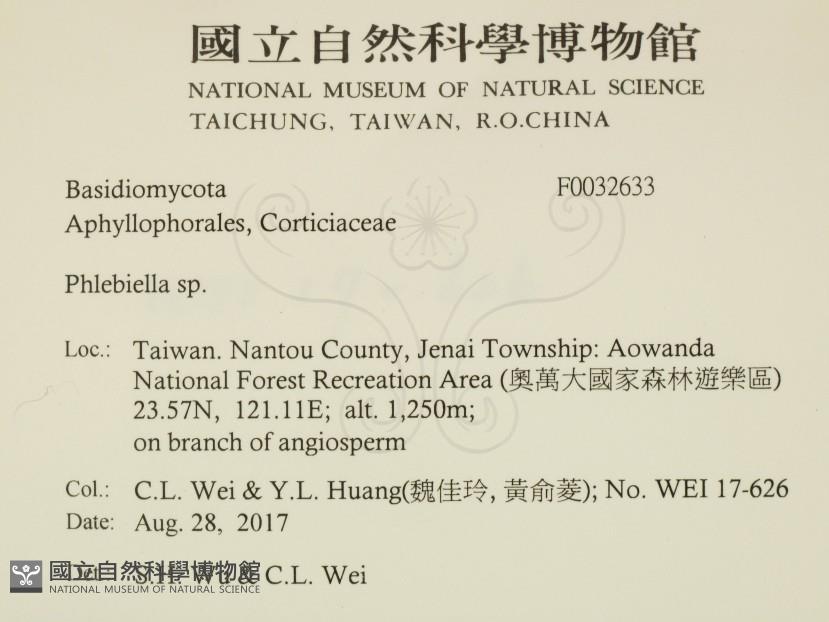 國立自然科學博物館
NATIONAL MUSEUM OF NATURAL SCIENCE
TAICHUNG, TAIWAN, R.O.CHINA
Basidiomycota F0032633
Aphyllophorales, Corticiaceae
Phlebiella sp.
Loc.: Taiwan. Nantou County, Jenai Township: Aowanda
National Forest Recreation Area (奧萬大國家森林遊樂區)
23.57N, 121.11E; alt. 1,250m;
on branch of angiosperm
Col.: C.L. Wei & Y.L. Huang(魏佳玲, 黃俞菱); No. WEI 17-626
Date: Aug. 28, 2017
S.H. Wu & C.L. Wei
國立自然科學博物館
NATIONAL MUSEUM OF NATURAL SCIENCE